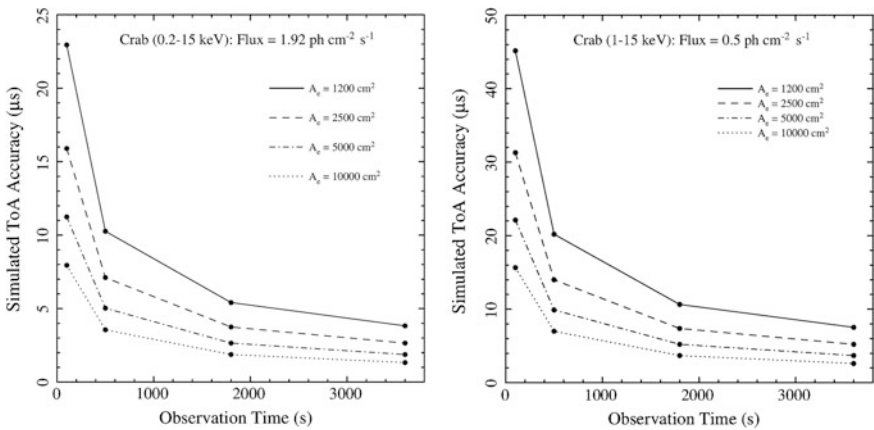 Crab (0.2-15 keV): Flux = 1.92 ph cm⁻² s⁻¹
Aₑ = 1200 cm²
Aₑ = 2500 cm²
Aₑ = 5000 cm²
Aₑ = 10000 cm²
Simulated ToA Accuracy (μs)
25
20
15
10
5
0
0 1000 2000 3000
Observation Time (s)
Crab (1-15 keV): Flux = 0.5 ph cm⁻² s⁻¹
Aₑ = 1200 cm²
Aₑ = 2500 cm²
Aₑ = 5000 cm²
Aₑ = 10000 cm²
Simulated ToA Accuracy (μs)
50
40
30
20
10
0
0 1000 2000 3000
Observation Time (s)